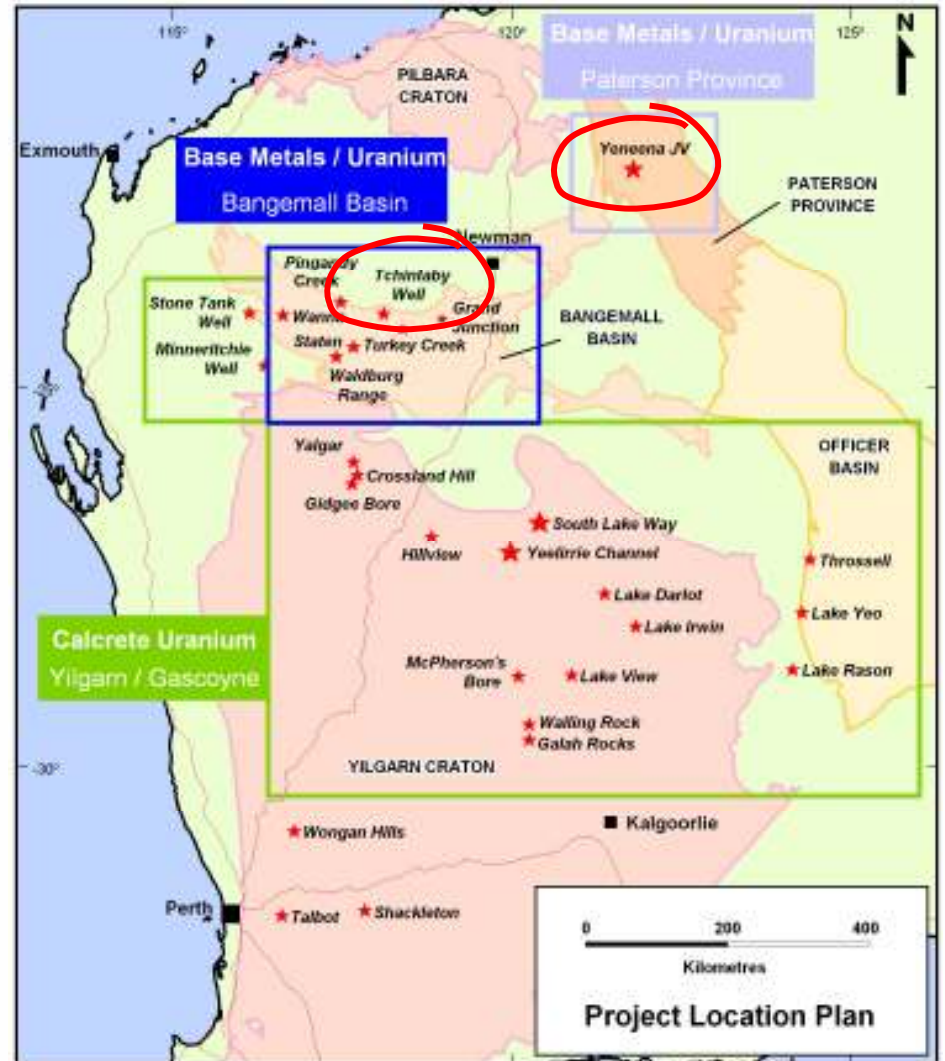 115°
120°
125°
N
Base Metals / Uranium
Paterson Province
PILBARA
CRATON
Exmouth
Base Metals / Uranium
Bangemall Basin
Yeneena JV
PATERSON
PROVINCE
Newman
Pingandy
Creek
Tchintaby
Well
Stone Tank
Well
Grand
Junction
BANGEMALL
BASIN
Staten
Turkey Creek
Minneritchie
Well
Waldburg
Range
Yalgar
Crossland Hill
Gidgee Bore
OFFICER
BASIN
South Lake Way
Hillview
Yeelirrie Channel
Throssell
Lake Darlot
Lake Yeo
Lake Irwin
Calcrete Uranium
Yilgarn / Gascoyne
McPherson's
Bore
Lake View
Lake Rason
Walling Rock
Galah Rocks
-30°
YILGARN CRATON
Wongan Hills
Kalgoorlie
Perth
Talbot
Shackleton
0 200 400
Kilometres
Project Location Plan